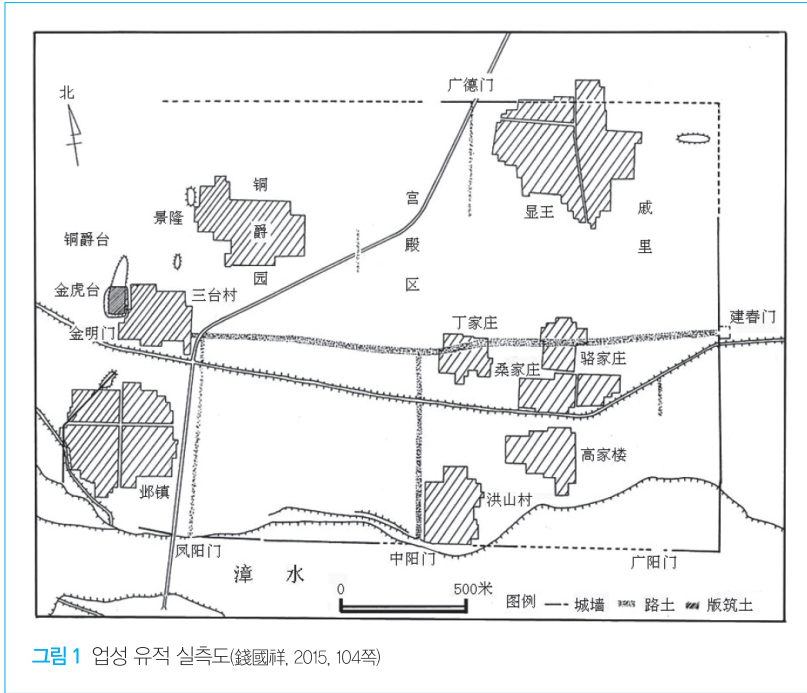 广德门
北
铜
爵
园
景隆
宫
殿
区
显王
戚
里
铜爵台
金虎台
三台村
金明门
丁家庄
建春门
桑家庄
骆家庄
高家楼
邺镇
洪山村
凤阳门
中阳门
广阳门
漳 水
0 500米
图例 城墙 路土 版筑土
그림 1 업성 유적 실측도(錢國祥, 2015, 104쪽)